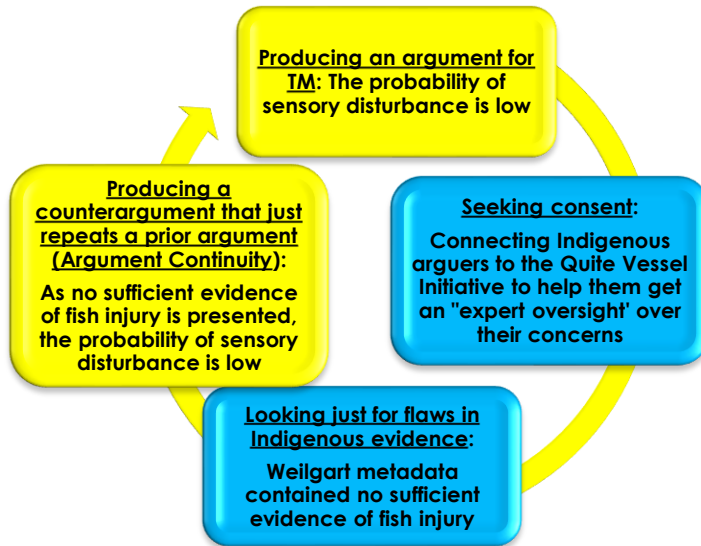 Producing an argument for
TM: The probability of
sensory disturbance is low
Seeking consent:
Connecting Indigenous
arguers to the Quite Vessel
Initiative to help them get
an "expert oversight' over
their concerns
Looking just for flaws in
Indigenous evidence:
Weilgart metadata
contained no sufficient
evidence of fish injury
Producing a
counterargument that just
repeats a prior argument
(Argument Continuity):
As no sufficient evidence
of fish injury is presented,
the probability of sensory
disturbance is low